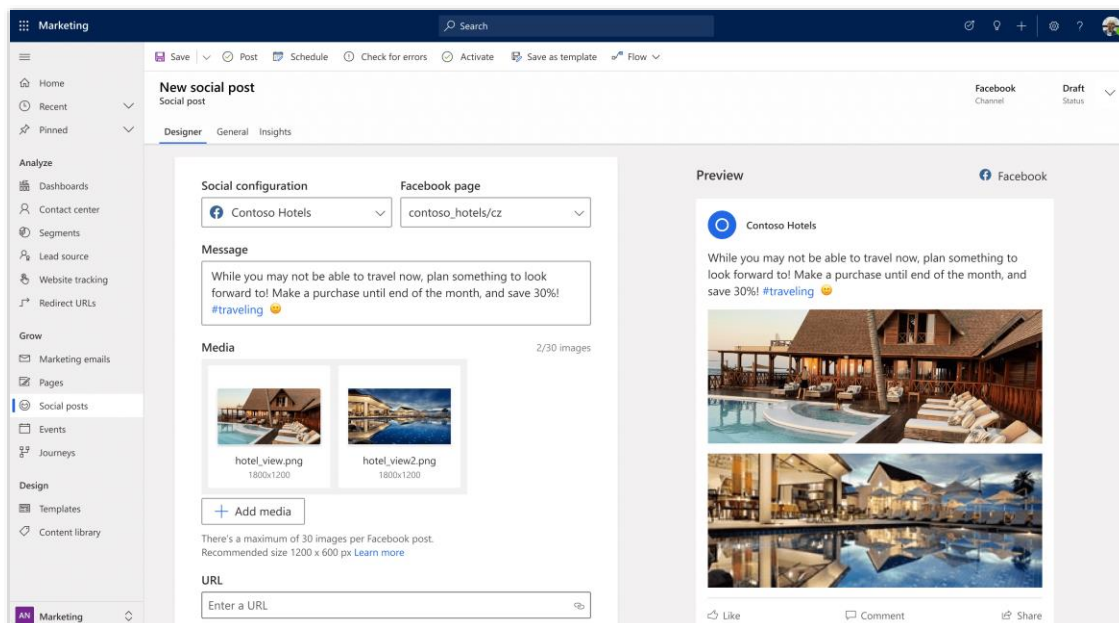 Marketing
Search
Save
Post
Schedule
Check for errors
Activate
Save as template
Flow
Home
Recent
Pinned
Analyze
Dashboards
Contact center
Segments
Lead source
Website tracking
Redirect URLs
Grow
Marketing emails
Pages
Social posts
Events
Journeys
Design
Templates
Content library
AN Marketing
New social post
Social post
Facebook
Channel
Draft
Status
Designer General Insights
Social configuration
Contoso Hotels
Facebook page
contoso_hotels/cz
Message
While you may not be able to travel now, plan something to look
forward to! Make a purchase until end of the month, and save 30%!
#traveling 😀
Media
2/30 images
hotel_view.png
1800x1200
hotel_view2.png
1800x1200
+ Add media
There's a maximum of 30 images per Facebook post.
Recommended size 1200 x 600 px Learn more
URL
Enter a URL
Preview
Facebook
Contoso Hotels
While you may not be able to travel now, plan something to
look forward to! Make a purchase until end of the month, and
save 30%! #traveling 😀
Like
Comment
Share